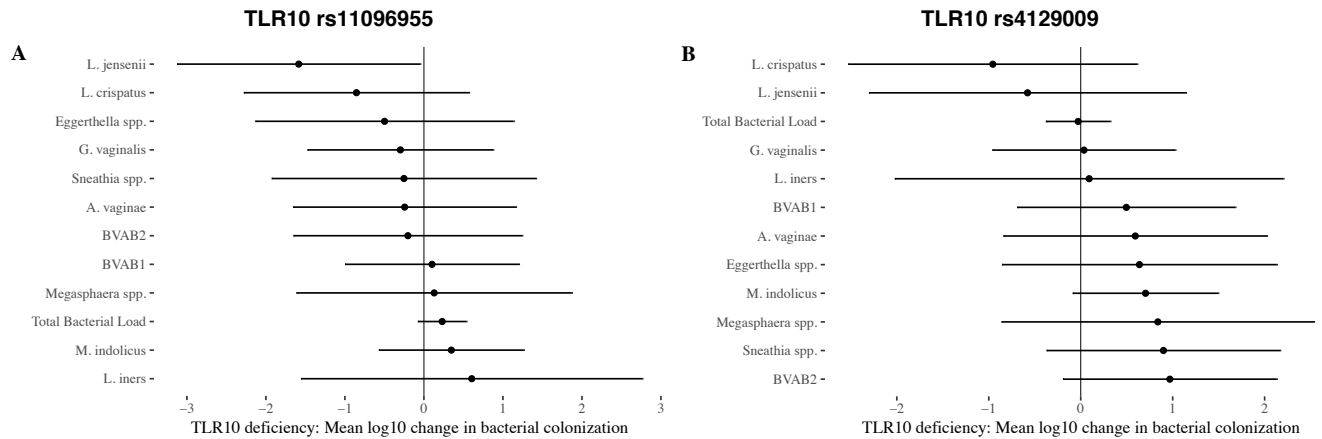 TLR10 rs11096955
A
L. jensenii
L. crispatus
Eggerthella spp.
G. vaginalis
Sneathia spp.
A. vaginae
BVAB2
BVAB1
Megasphaera spp.
Total Bacterial Load
M. indolicus
L. iners
−3 −2 −1 0 1 2 3
TLR10 deficiency: Mean log10 change in bacterial colonization
TLR10 rs4129009
B
L. crispatus
L. jensenii
Total Bacterial Load
G. vaginalis
L. iners
BVAB1
A. vaginae
Eggerthella spp.
M. indolicus
Megasphaera spp.
Sneathia spp.
BVAB2
−2 −1 0 1 2
TLR10 deficiency: Mean log10 change in bacterial colonization